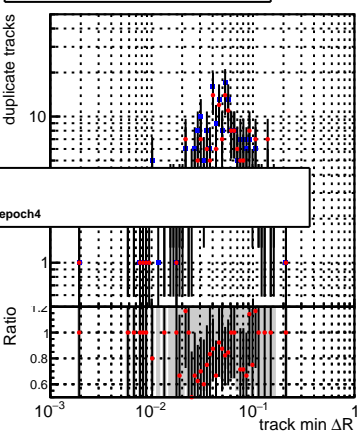 duplicate tracks
10
epoch4
1
Ratio
1.2
1
0.8
0.6
10−3 10−2 10−1 1
track min ΔR